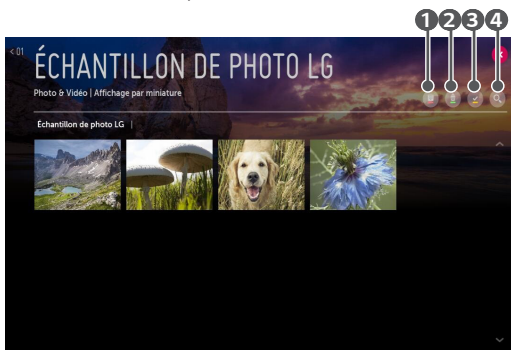 1 2 3 4
< 01
ÉCHANTILLON DE PHOTO LG
Photo & Vidéo | Affichage par miniature
Échantillon de photo LG |